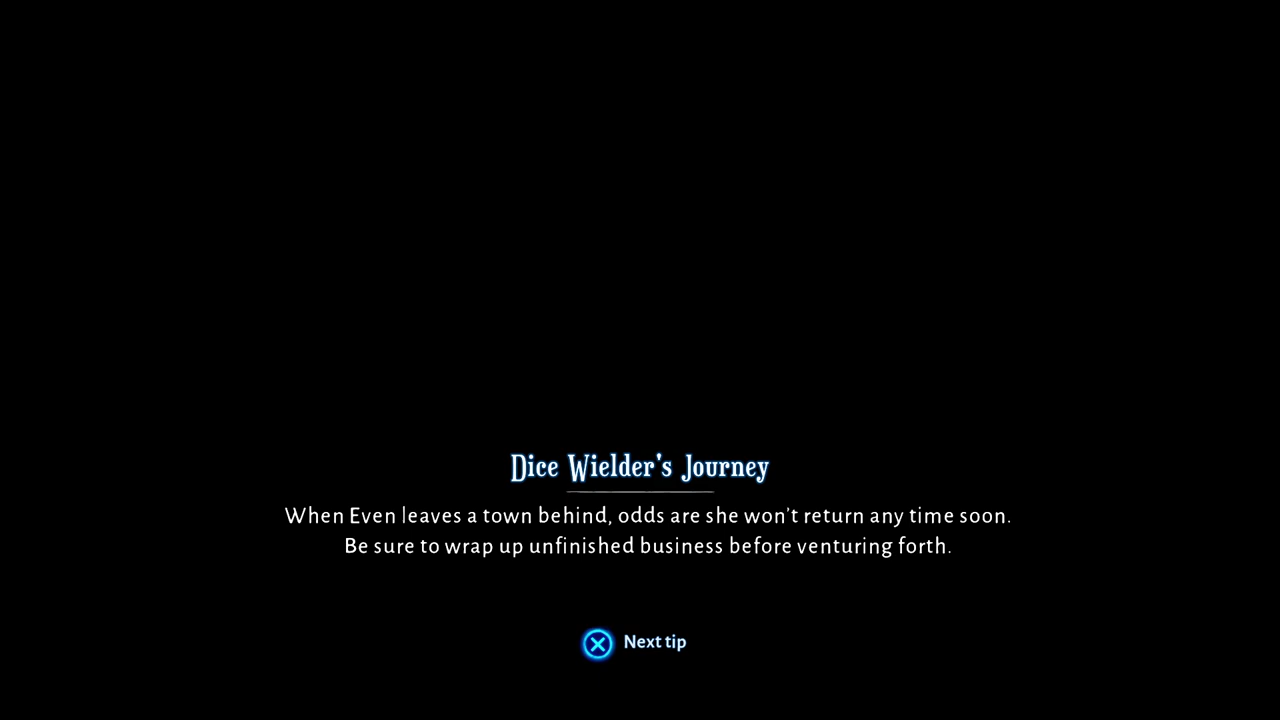 Dice Wielder's Journey
When Even leaves a town behind, odds are she won't return any time soon.
Be sure to wrap up unfinished business before venturing forth.
Next tip